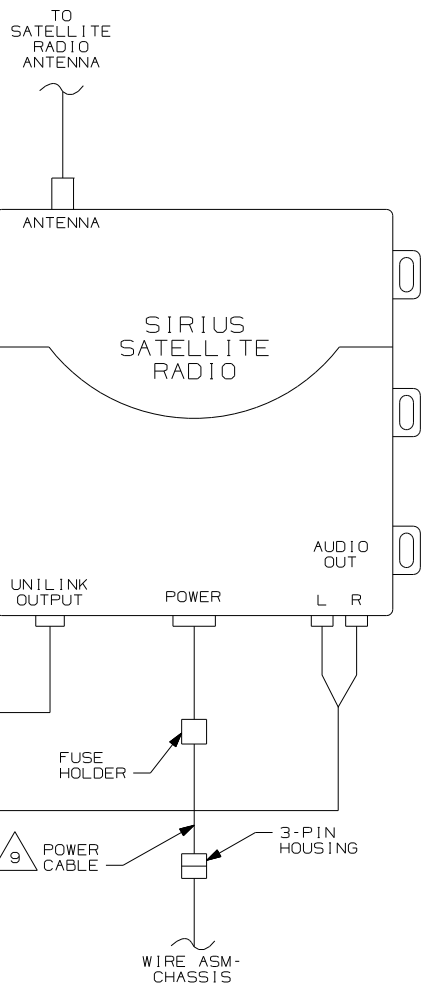 TO
SATELLITE
RADIO
ANTENNA
ANTENNA
SIRIUS
SATELLITE
RADIO
AUDIO
OUT
UNILINK
OUTPUT
POWER
L R
FUSE
HOLDER
3-PIN
HOUSING
9
POWER
CABLE
WIRE ASM-
CHASSIS